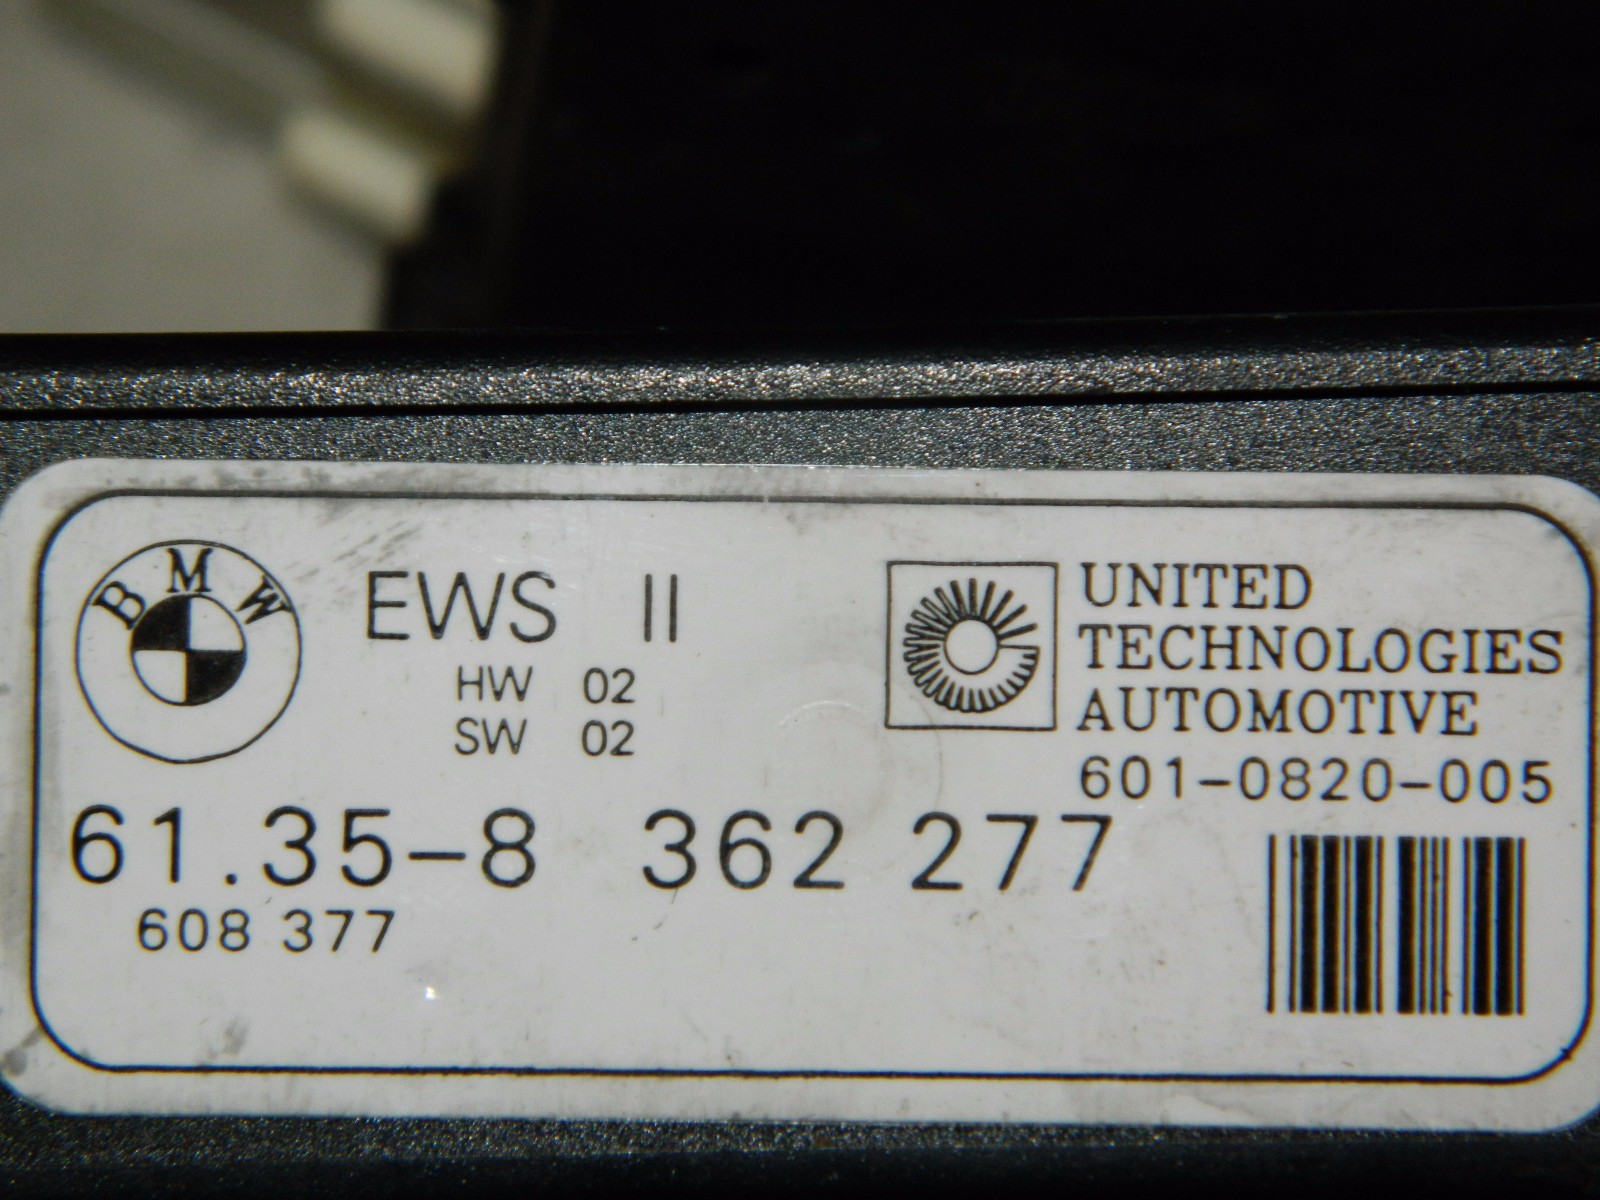 BMW
EWS II
HW 02
SW 02
UNITED
TECHNOLOGIES
AUTOMOTIVE
601-0820-005
61.35-8 362 277
608 377